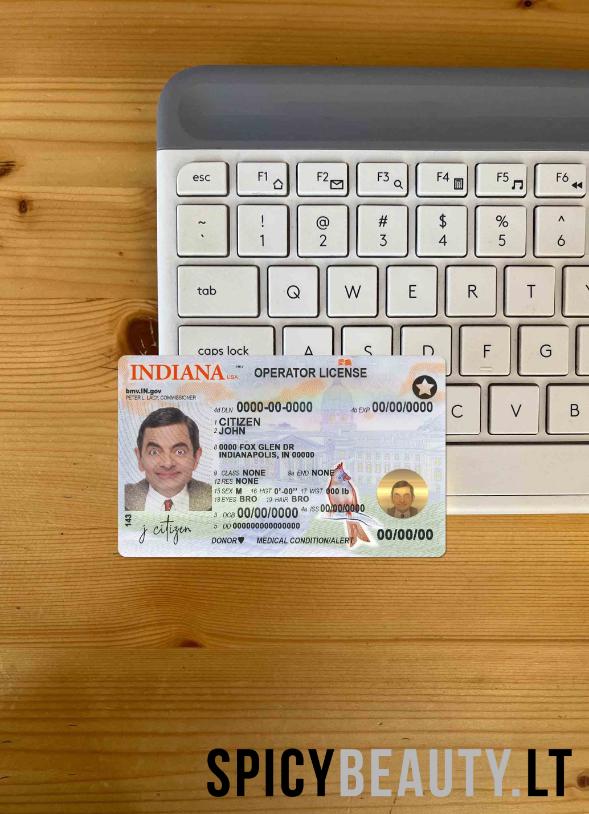 esc F1 F2 F3 F4 F5 F6
~ ! @ # $ % ^
` 1 2 3 4 5 6
tab Q W E R T Y
caps lock A S D F G
C V B
INDIANA USA OPERATOR LICENSE
bmv.IN.gov
PETER L. LACY, COMMISSIONER
4d DLN 0000-00-0000 4b EXP 00/00/0000
1 CITIZEN
2 JOHN
8 0000 FOX GLEN DR
INDIANAPOLIS, IN 00000
9 CLASS NONE 9a END NONE
12 RES NONE
15 SEX M 16 HGT 0'-00" 17 WGT 000 lb
18 EYES BRO 19 HAIR BRO
3 DOB 00/00/0000 4a ISS 00/00/0000
5 DD 000000000000000
DONOR♥ MEDICAL CONDITION/ALERT 00/00/00
143
j citizen
SPICYBEAUTY.LT